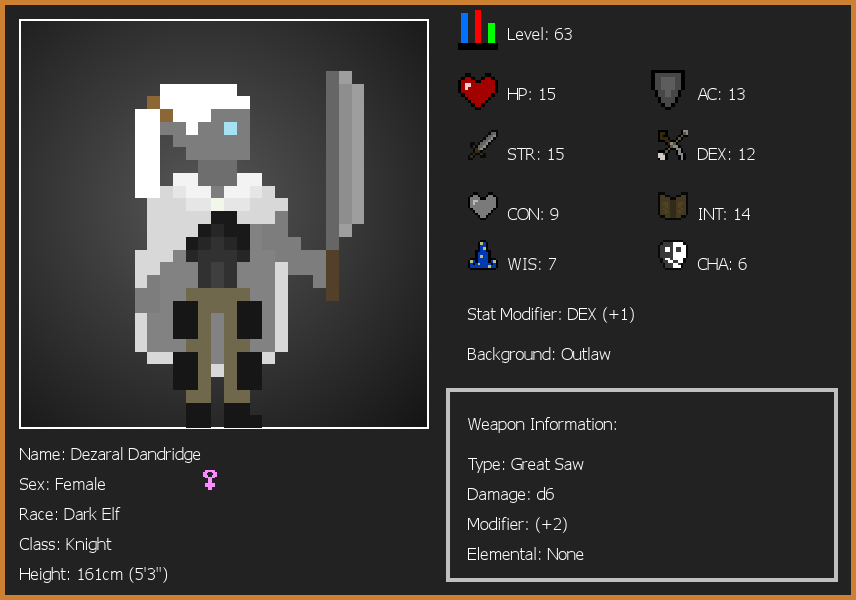 Level: 63
HP: 15
AC: 13
STR: 15
DEX: 12
CON: 9
INT: 14
WIS: 7
CHA: 6
Stat Modifier: DEX (+1)
Background: Outlaw
Weapon Information:
Type: Great Saw
Damage: d6
Modifier: (+2)
Elemental: None
Name: Dezaral Dandridge
Sex: Female
Race: Dark Elf
Class: Knight
Height: 161cm (5'3")